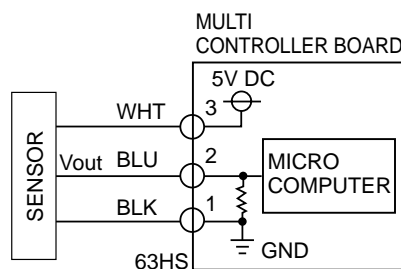 MULTI
CONTROLLER BOARD
5V DC
WHT 3
SENSOR
Vout BLU 2
MICRO
COMPUTER
BLK 1
GND
63HS